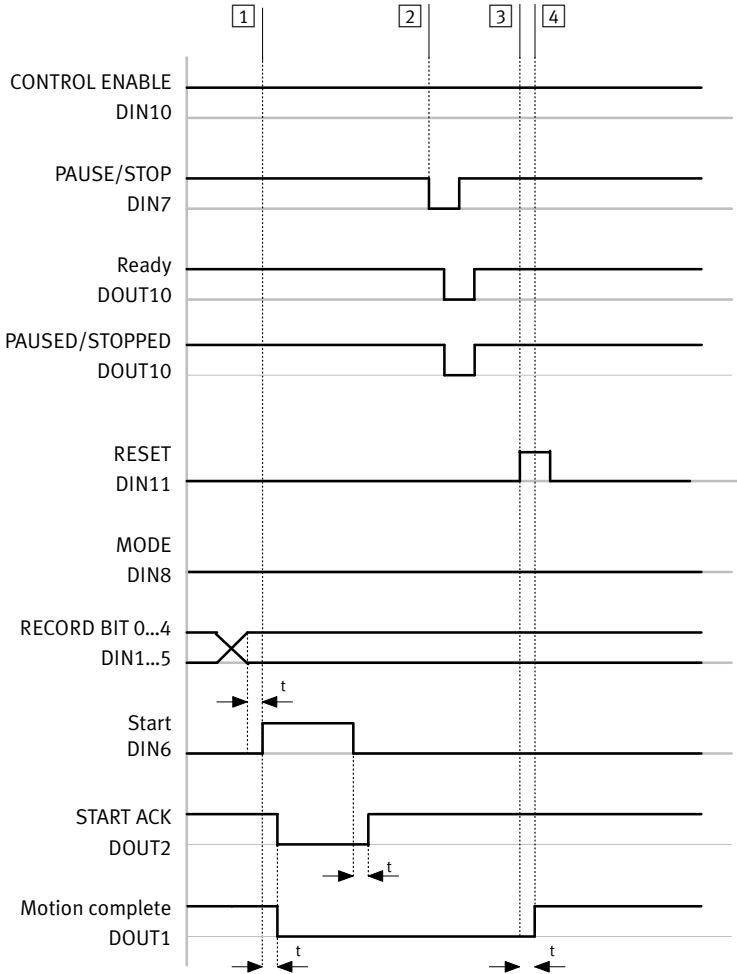 1 2 3 4
CONTROL ENABLE
DIN10
PAUSE/STOP
DIN7
Ready
DOUT10
PAUSED/STOPPED
DOUT10
RESET
DIN11
MODE
DIN8
RECORD BIT 0...4
DIN1...5
t
Start
DIN6
START ACK
DOUT2
t
Motion complete
DOUT1
t t